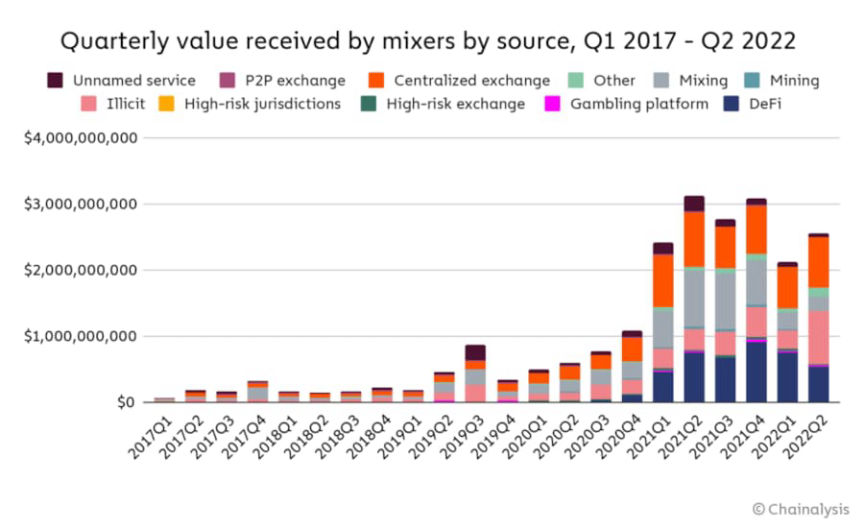 Quarterly value received by mixers by source, Q1 2017 - Q2 2022
Unnamed service P2P exchange Centralized exchange Other Mixing Mining
Illicit High-risk jurisdictions High-risk exchange Gambling platform DeFi
$4,000,000,000
$3,000,000,000
$2,000,000,000
$1,000,000,000
$0
2017Q1 2017Q2 2017Q3 2017Q4 2018Q1 2018Q2 2018Q3 2018Q4 2019Q1 2019Q2 2019Q3 2019Q4 2020Q1 2020Q2 2020Q3 2020Q4 2021Q1 2021Q2 2021Q3 2021Q4 2022Q1 2022Q2
© Chainalysis